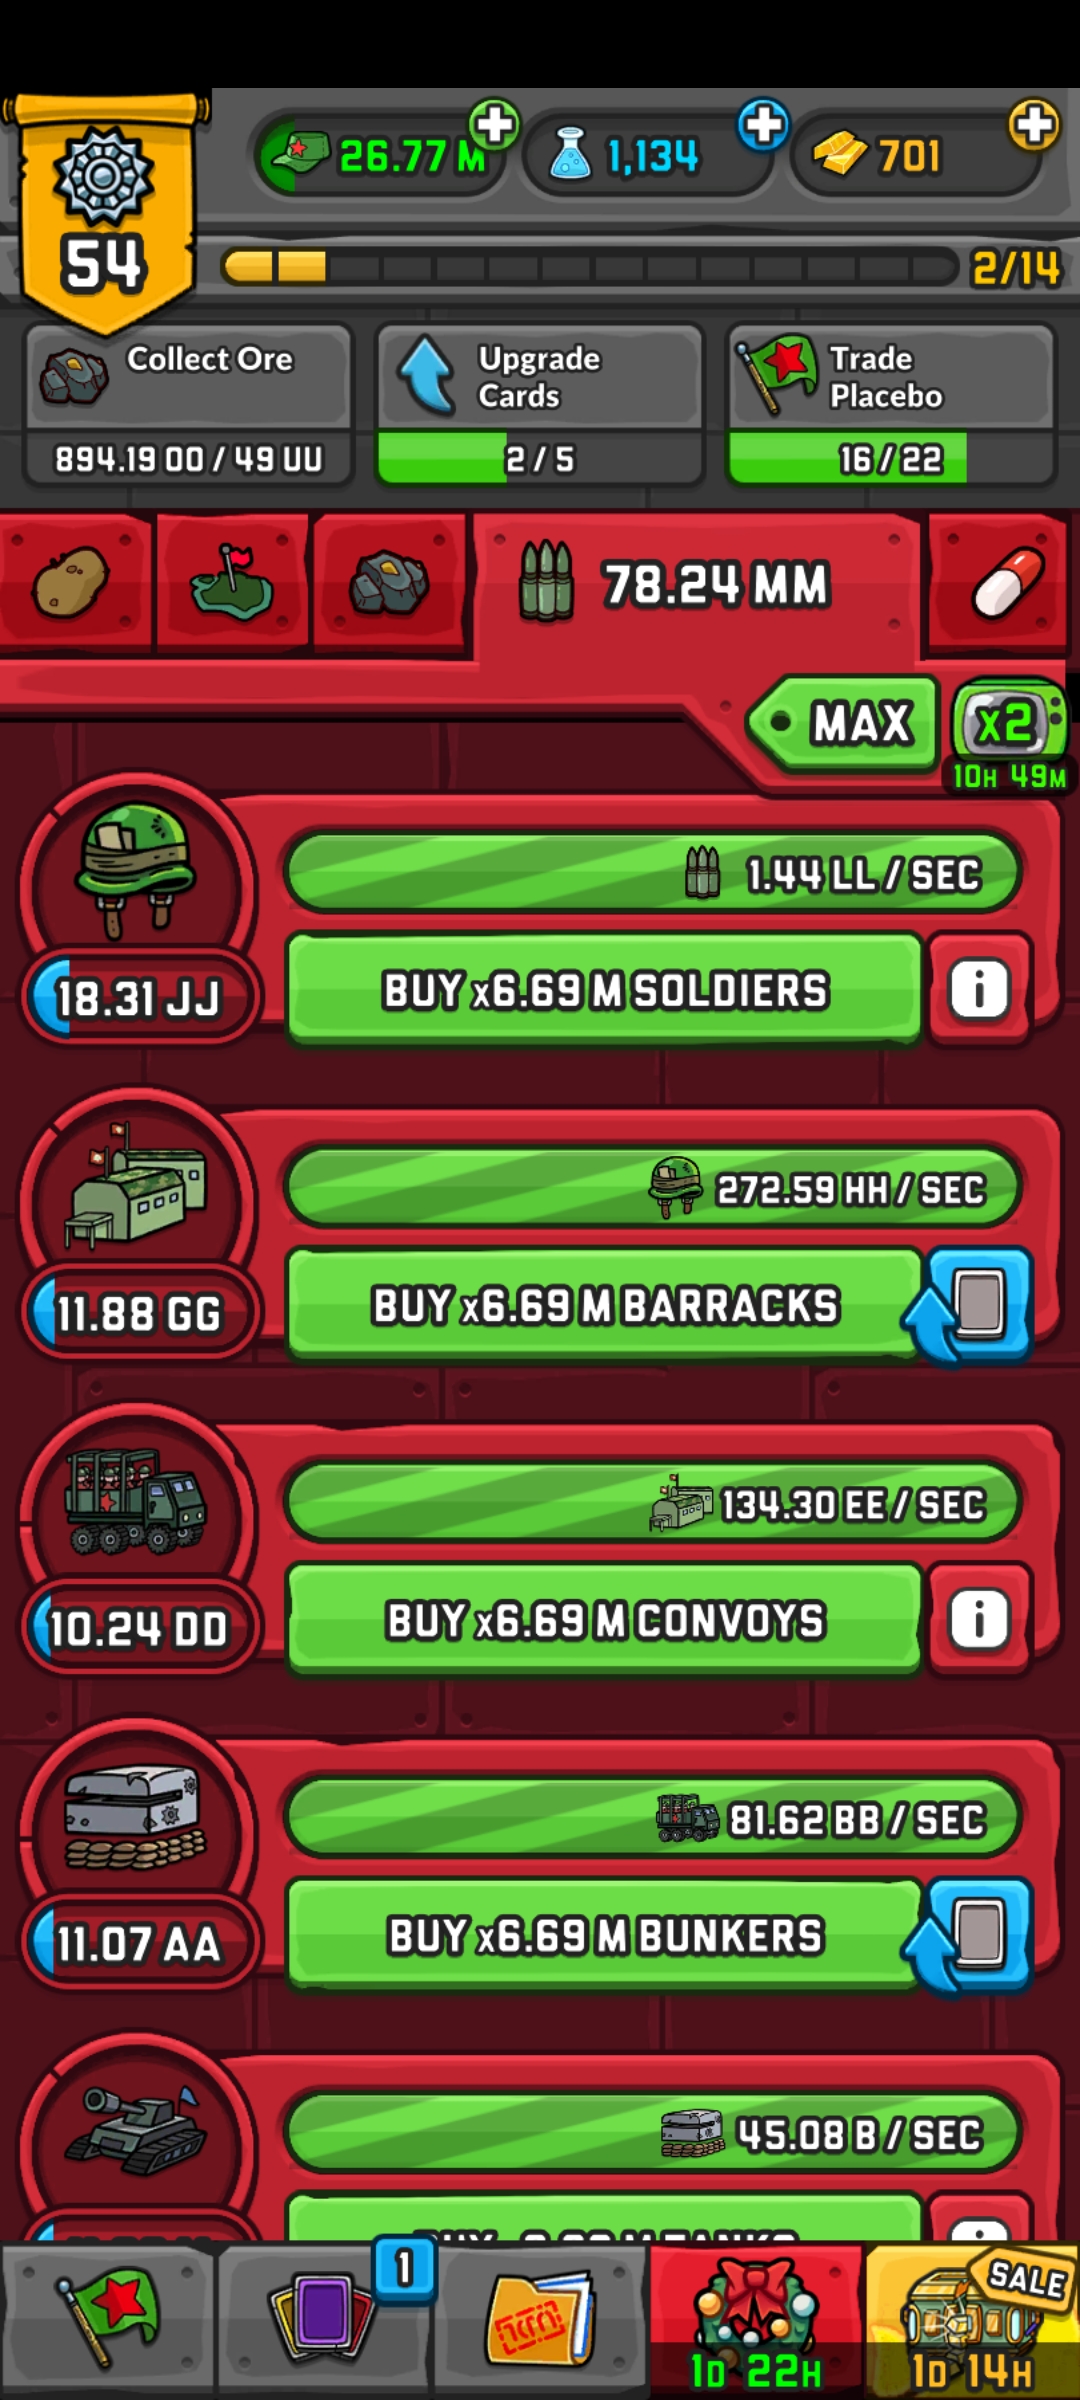 26.77 M
1,134
701
54
2/14
Collect Ore
894.19 OO / 49 UU
Upgrade
Cards
2 / 5
Trade
Placebo
16 / 22
78.24 MM
MAX
x2
10H 49M
1.44 LL / SEC
18.31 JJ
BUY x6.69 M SOLDIERS
i
272.59 HH / SEC
11.88 GG
BUY x6.69 M BARRACKS
134.30 EE / SEC
10.24 DD
BUY x6.69 M CONVOYS
i
81.62 BB / SEC
11.07 AA
BUY x6.69 M BUNKERS
45.08 B / SEC
1
SALE
1D 22H
1D 14H